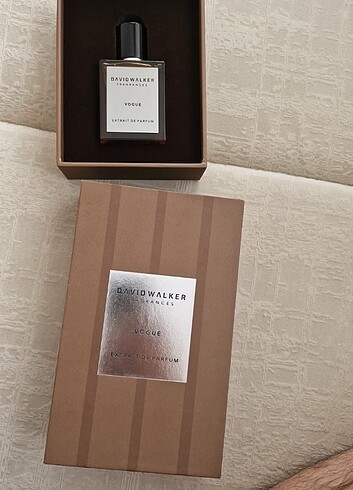 DAVIDWALKER
FRAGRANCES
VOGUE
EXTRAIT DE PARFUM
DAVIDWALKER
FRAGRANCES
VOGUE
EXTRAIT DE PARFUM